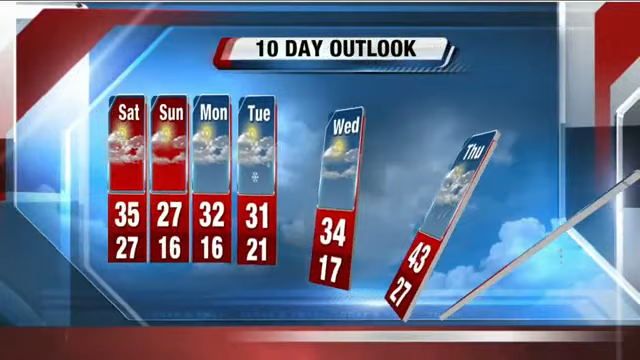 10 DAY OUTLOOK
Sat Sun Mon Tue Wed Thu
35 27 32 31 34 43
27 16 16 21 17 27